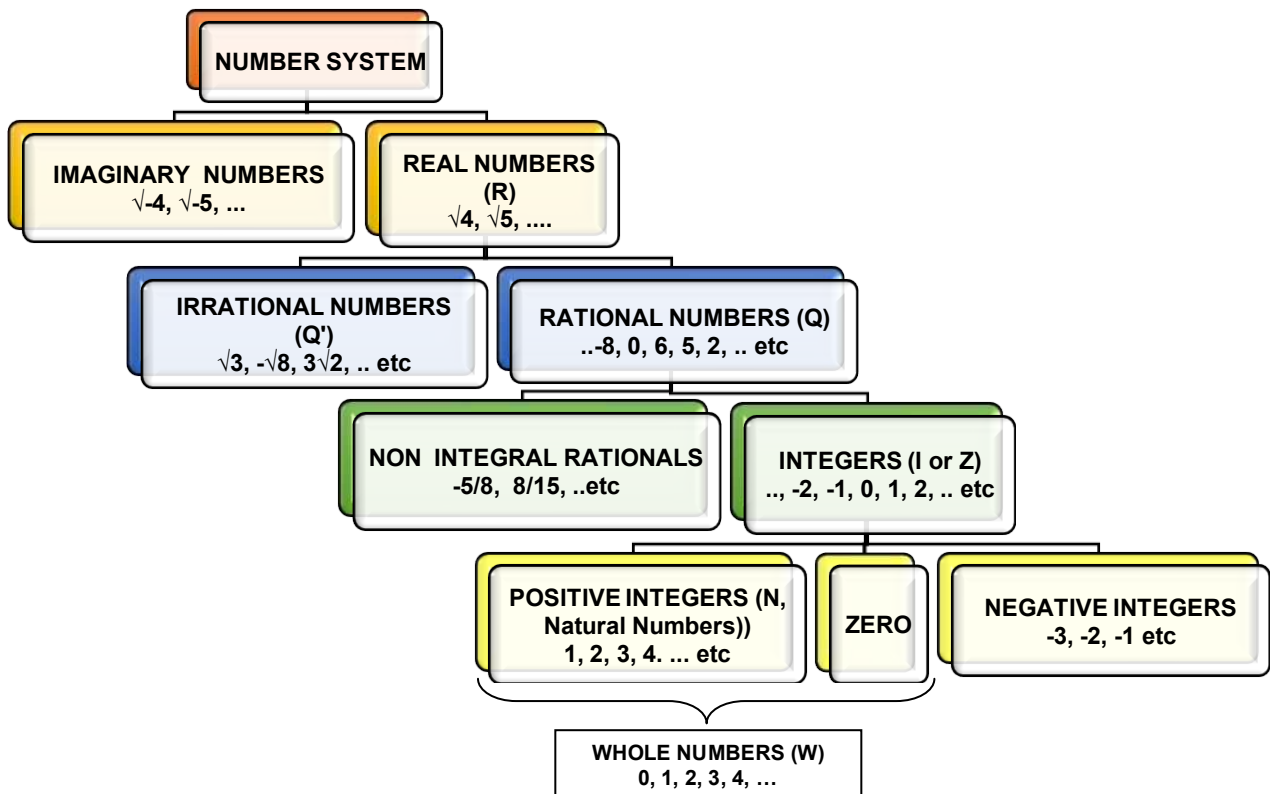 NUMBER SYSTEM
IMAGINARY NUMBERS
√-4, √-5, ...
REAL NUMBERS
(R)
√4, √5, ....
IRRATIONAL NUMBERS
(Q')
√3, -√8, 3√2, .. etc
RATIONAL NUMBERS (Q)
..-8, 0, 6, 5, 2, .. etc
NON INTEGRAL RATIONALS
-5/8, 8/15, ..etc
INTEGERS (I or Z)
.., -2, -1, 0, 1, 2, .. etc
POSITIVE INTEGERS (N,
Natural Numbers))
1, 2, 3, 4. ... etc
ZERO
NEGATIVE INTEGERS
-3, -2, -1 etc
WHOLE NUMBERS (W)
0, 1, 2, 3, 4, ...